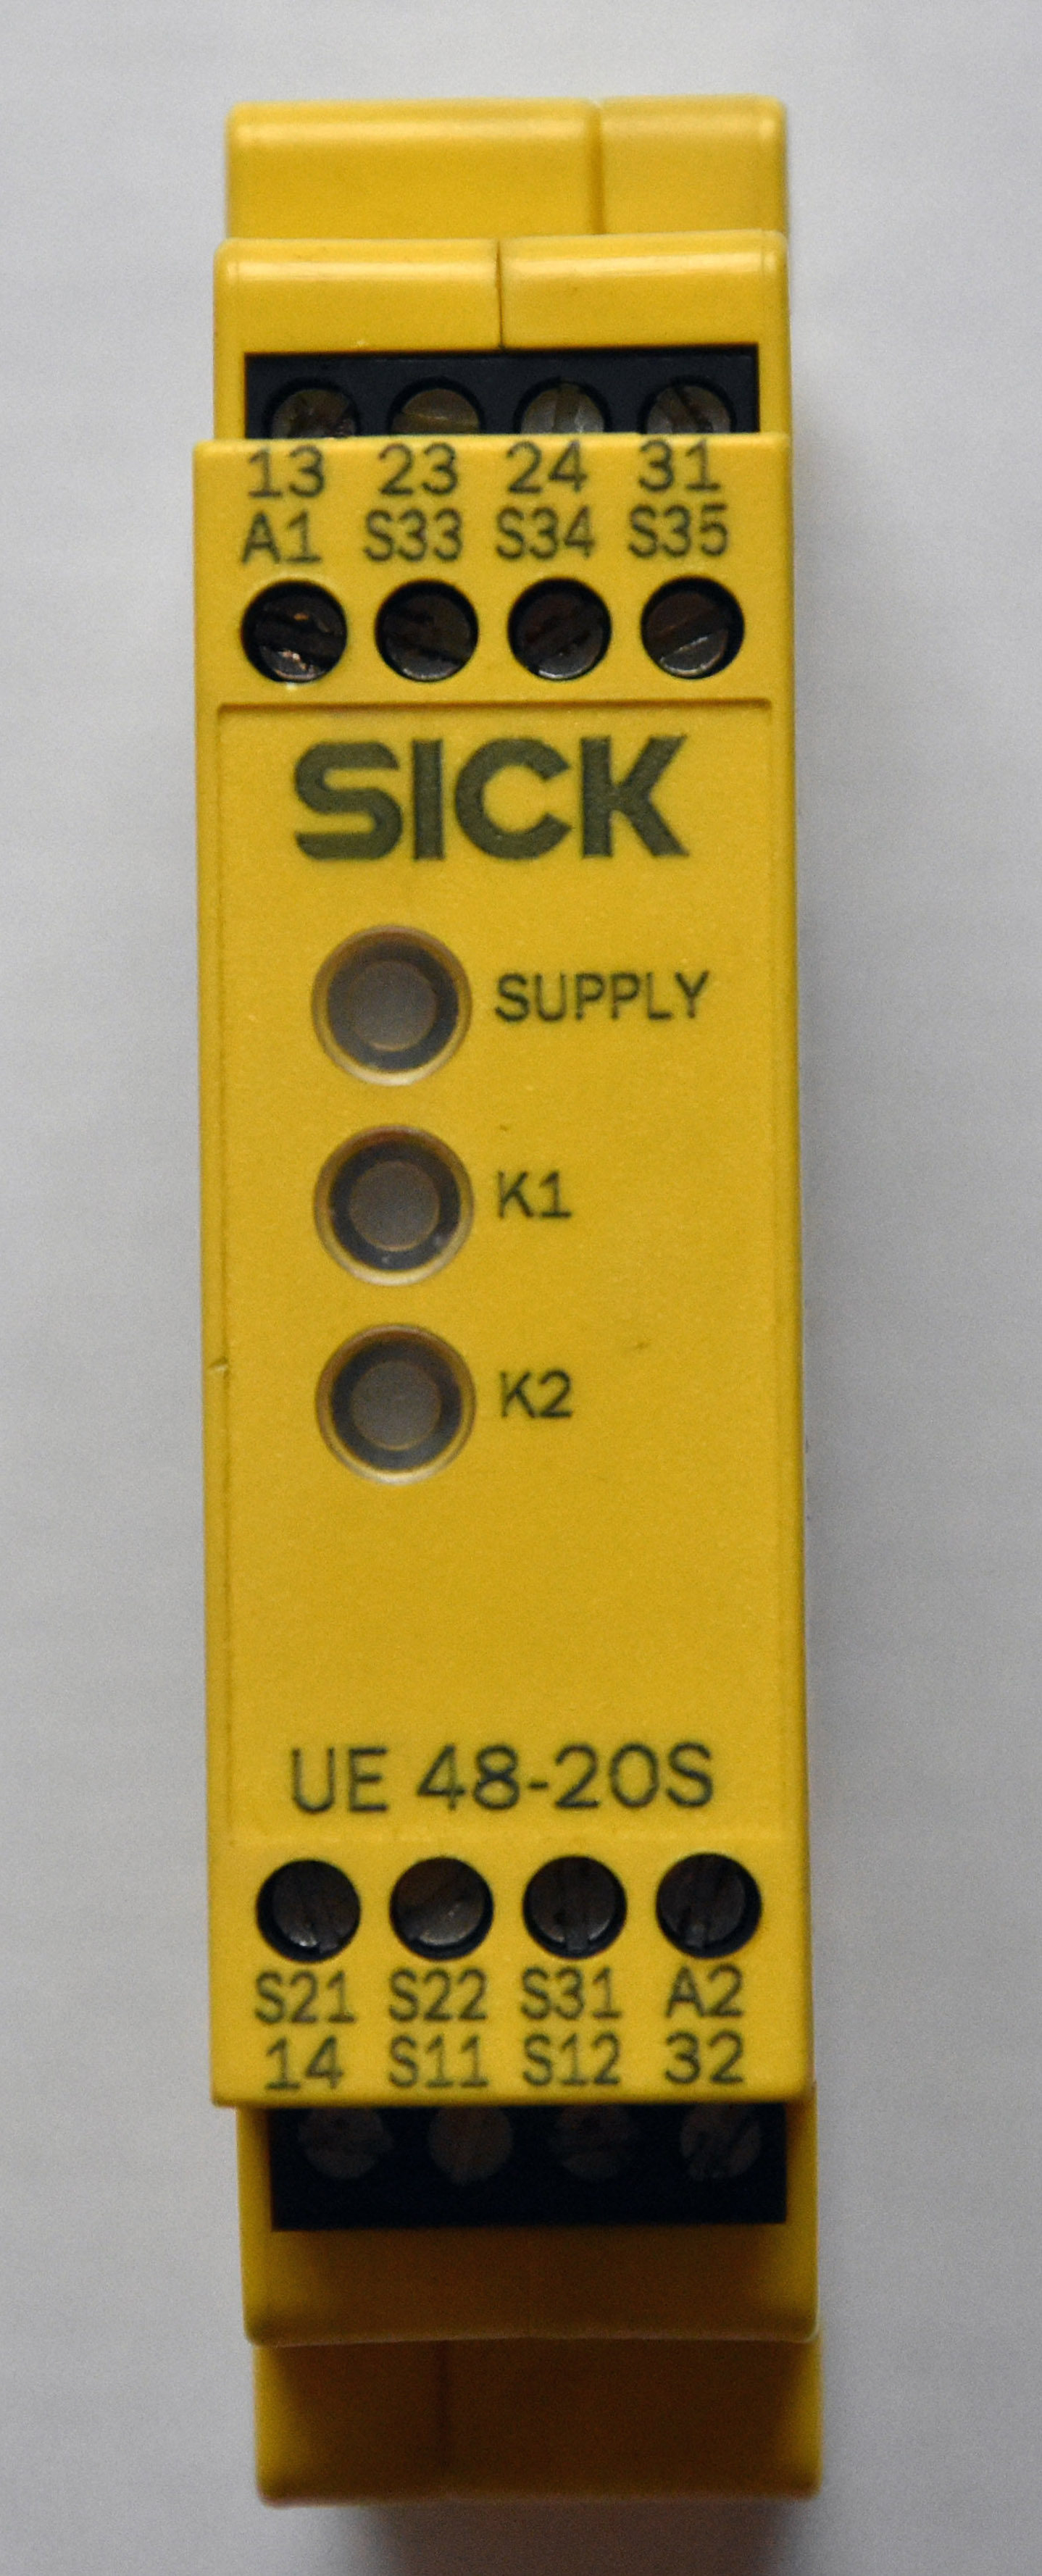 13 23 24 31
A1 S33 S34 S35
SICK
SUPPLY
K1
K2
UE 48-20S
S21 S22 S31 A2
14 S11 S12 32